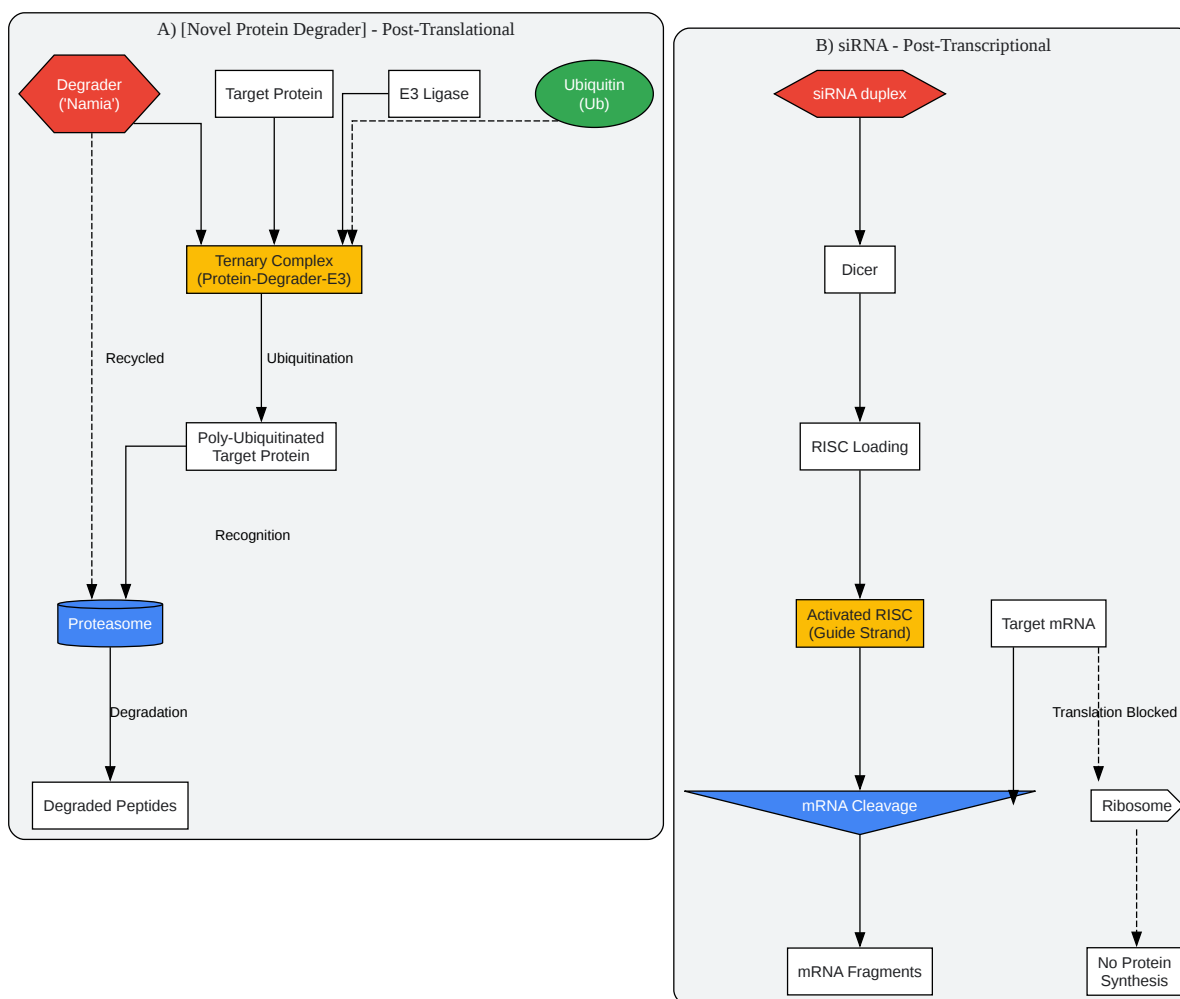 A) [Novel Protein Degrader] - Post-Translational
Degrader
('Namia')
Target Protein
E3 Ligase
Ubiquitin
(Ub)
Ternary Complex
(Protein-Degrader-E3)
Recycled
Ubiquitination
Poly-Ubiquitinated
Target Protein
Recognition
Proteasome
Degradation
Degraded Peptides
B) siRNA - Post-Transcriptional
siRNA duplex
Dicer
RISC Loading
Activated RISC
(Guide Strand)
Target mRNA
Translation Blocked
mRNA Cleavage
Ribosome
mRNA Fragments
No Protein
Synthesis